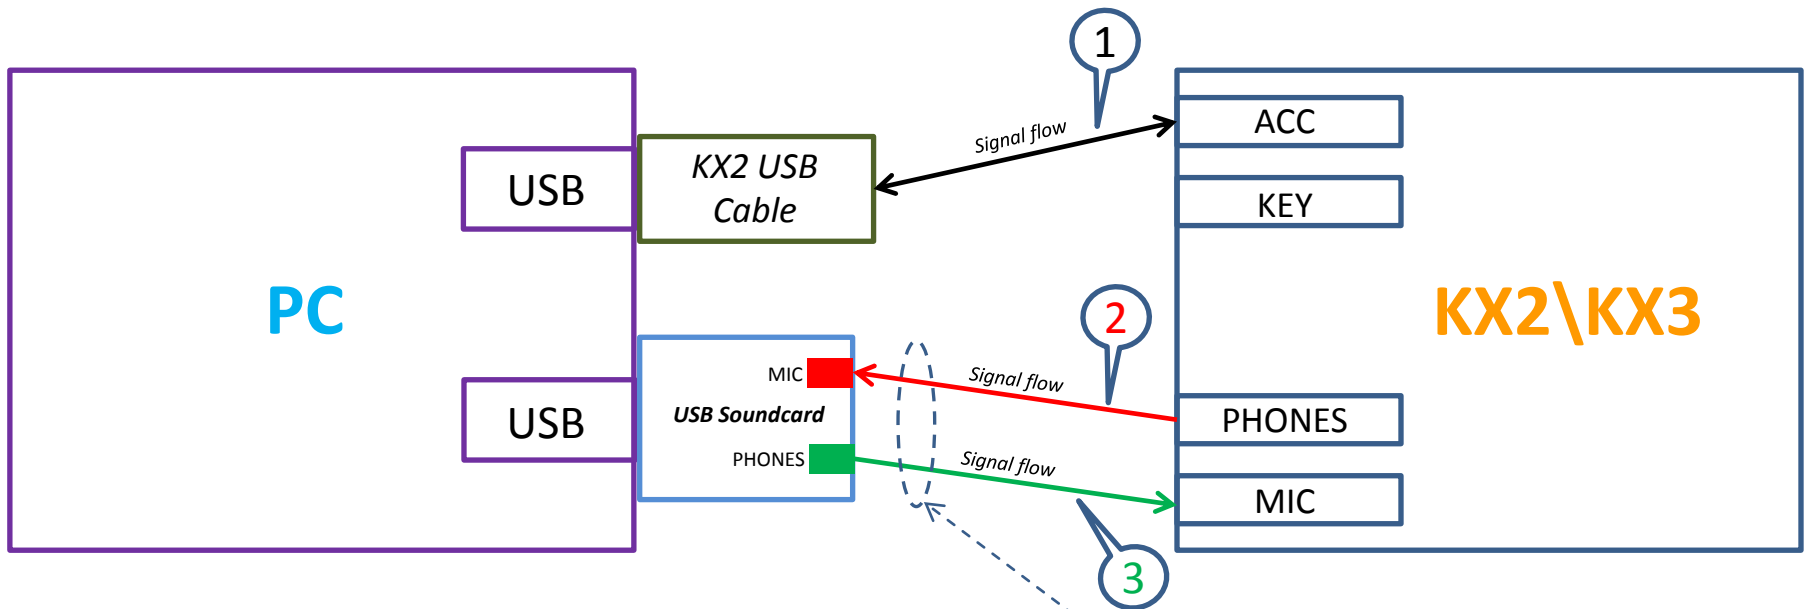 1
ACC
Signal flow
KX2 USB
Cable
USB
KEY
PC
KX2\KX3
2
MIC
Signal flow
USB Soundcard
USB
PHONES
PHONES
Signal flow
MIC
3